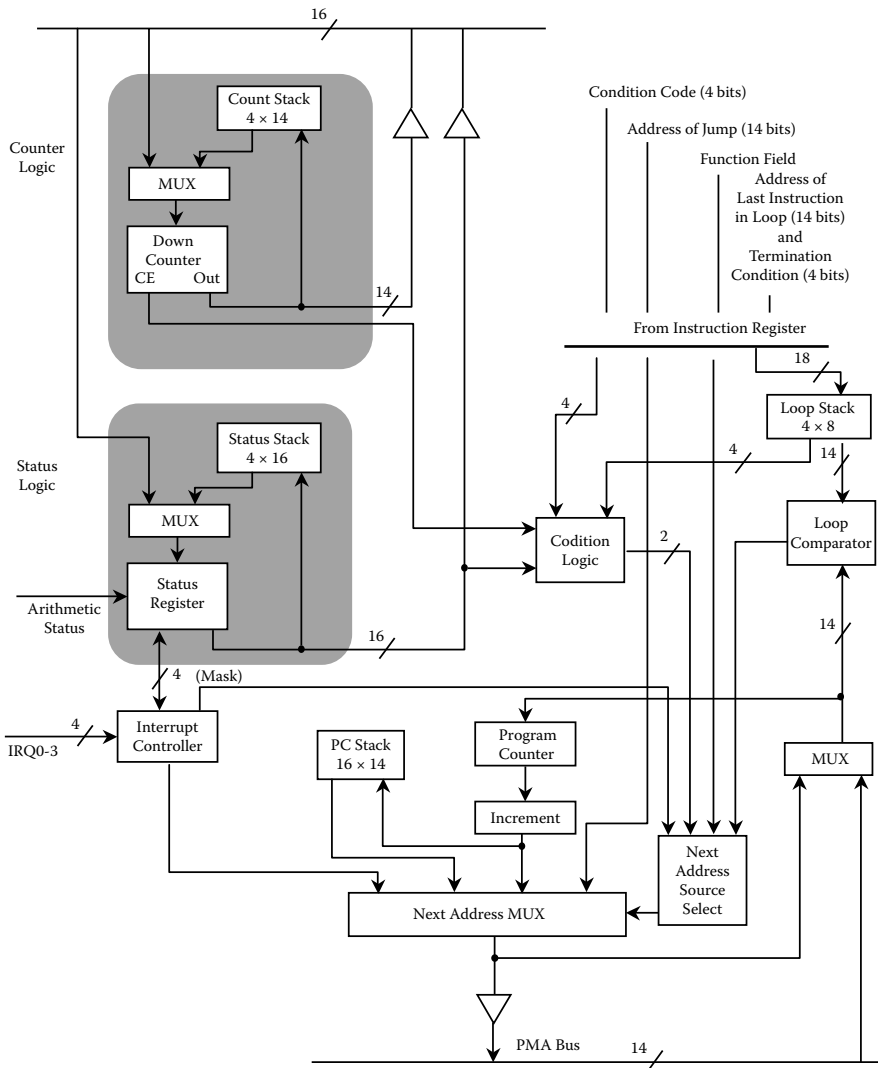 16
Counter
Logic
Count Stack
4 × 14
MUX
Down
Counter
CE Out
14
Condition Code (4 bits)
Address of Jump (14 bits)
Function Field
Address of
Last Instruction
in Loop (14 bits)
and
Termination
Condition (4 bits)
From Instruction Register
18
Loop Stack
4 × 8
4
4
14
Status
Logic
Status Stack
4 × 16
MUX
Status
Register
Arithmetic
Status
16
Codition
Logic
2
Loop
Comparator
14
4 (Mask)
4
IRQ0-3
Interrupt
Controller
PC Stack
16 × 14
Program
Counter
Increment
MUX
Next
Address
Source
Select
Next Address MUX
PMA Bus
14